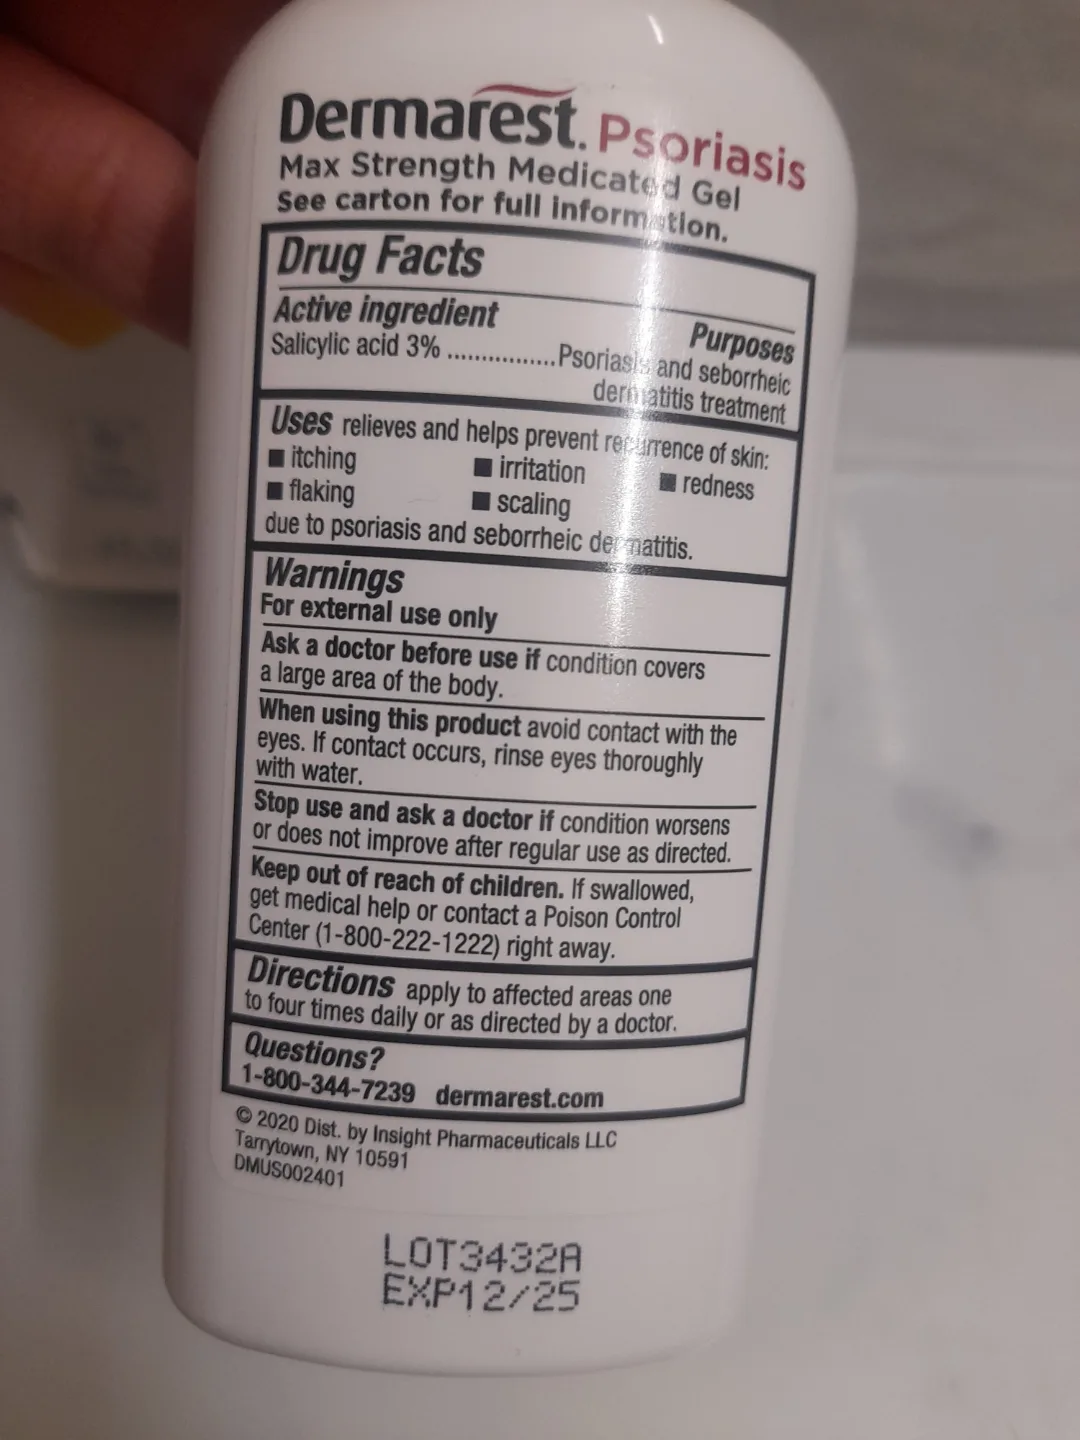 Dermarest. Psoriasis
Max Strength Medicated Gel
See carton for full information.
Drug Facts
Active ingredient Purposes
Salicylic acid 3% ................Psoriasis and seborrheic
dermatitis treatment
Uses relieves and helps prevent recurrence of skin:
■ itching ■ irritation ■ redness
■ flaking ■ scaling
due to psoriasis and seborrheic dermatitis.
Warnings
For external use only
Ask a doctor before use if condition covers
a large area of the body.
When using this product avoid contact with the
eyes. If contact occurs, rinse eyes thoroughly
with water.
Stop use and ask a doctor if condition worsens
or does not improve after regular use as directed.
Keep out of reach of children. If swallowed,
get medical help or contact a Poison Control
Center (1-800-222-1222) right away.
Directions apply to affected areas one
to four times daily or as directed by a doctor.
Questions?
1-800-344-7239 dermarest.com
© 2020 Dist. by Insight Pharmaceuticals LLC
Tarrytown, NY 10591
DMUS002401
LOT3432A
EXP12/25